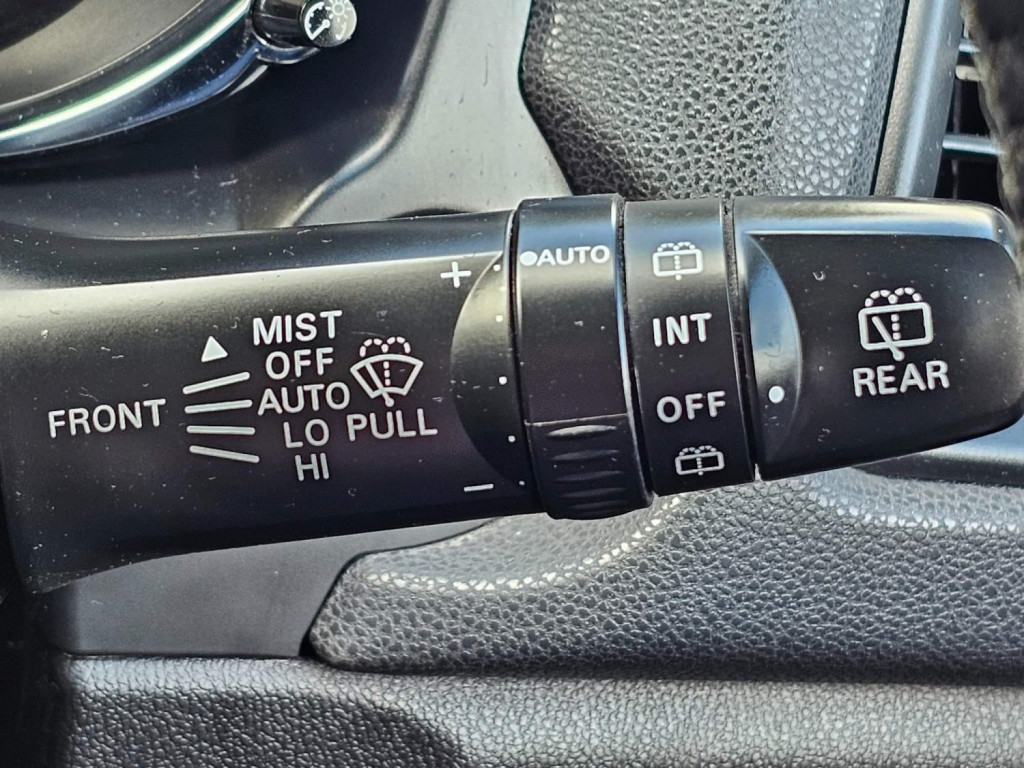 FRONT
MIST
OFF
AUTO
LO
HI
PULL
+
−
●AUTO
INT
OFF
REAR